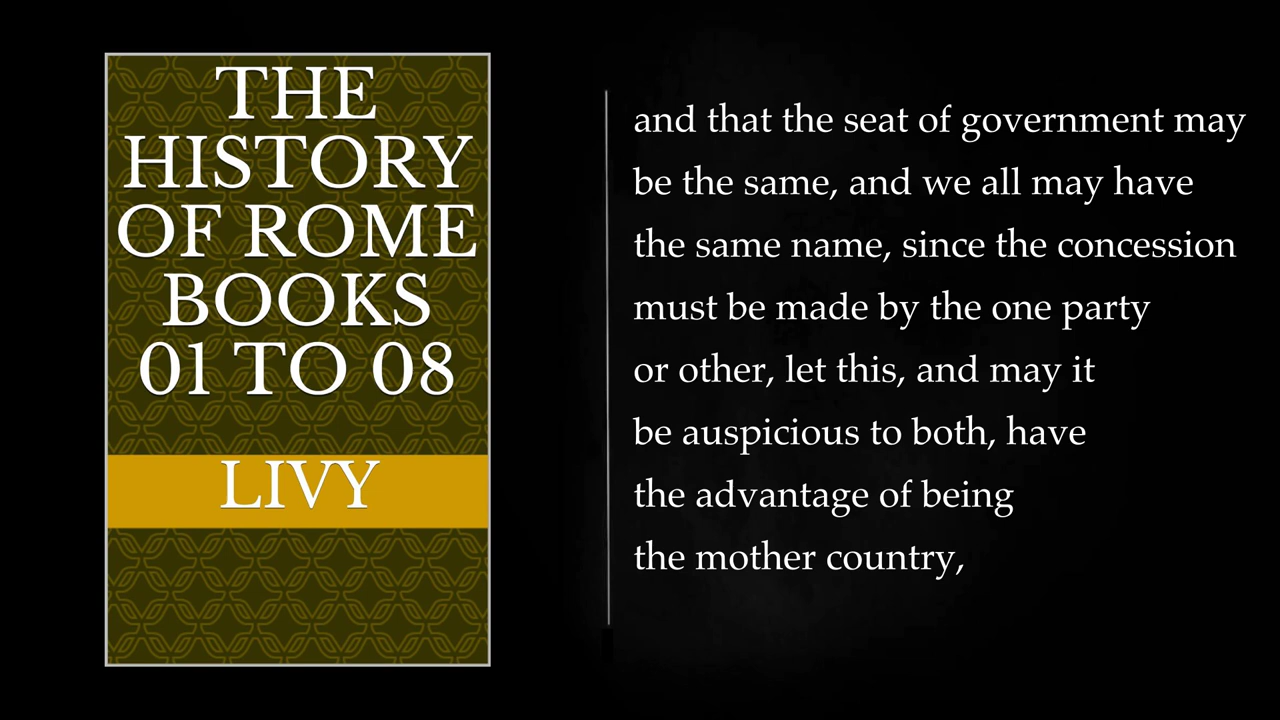 THE
HISTORY
OF ROME
BOOKS
01 TO 08
LIVY
and that the seat of government may
be the same, and we all may have
the same name, since the concession
must be made by the one party
or other, let this, and may it
be auspicious to both, have
the advantage of being
the mother country,